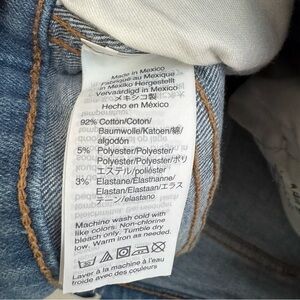 Made in Mexico
Fabriqué au Mexique
in Mexiko Hergestellt
Vervaardigd in Mexico
メキシコ製
Hecho en México
92% Cotton/Coton/
Baumwolle/Katoen/綿/
algodón
5% Polyester/Polyester/
Polyester/Polyester/ポリ
エステル/poliéster
3% Elastane/Élasthanne/
Elastan/Elastaan/エラス
テーン/elastano
Machine wash cold with
like colors. Non-chlorine
bleach only. Tumble dry
low. Warm iron as needed.
Laver à la machine à l'eau
froide avec des couleurs